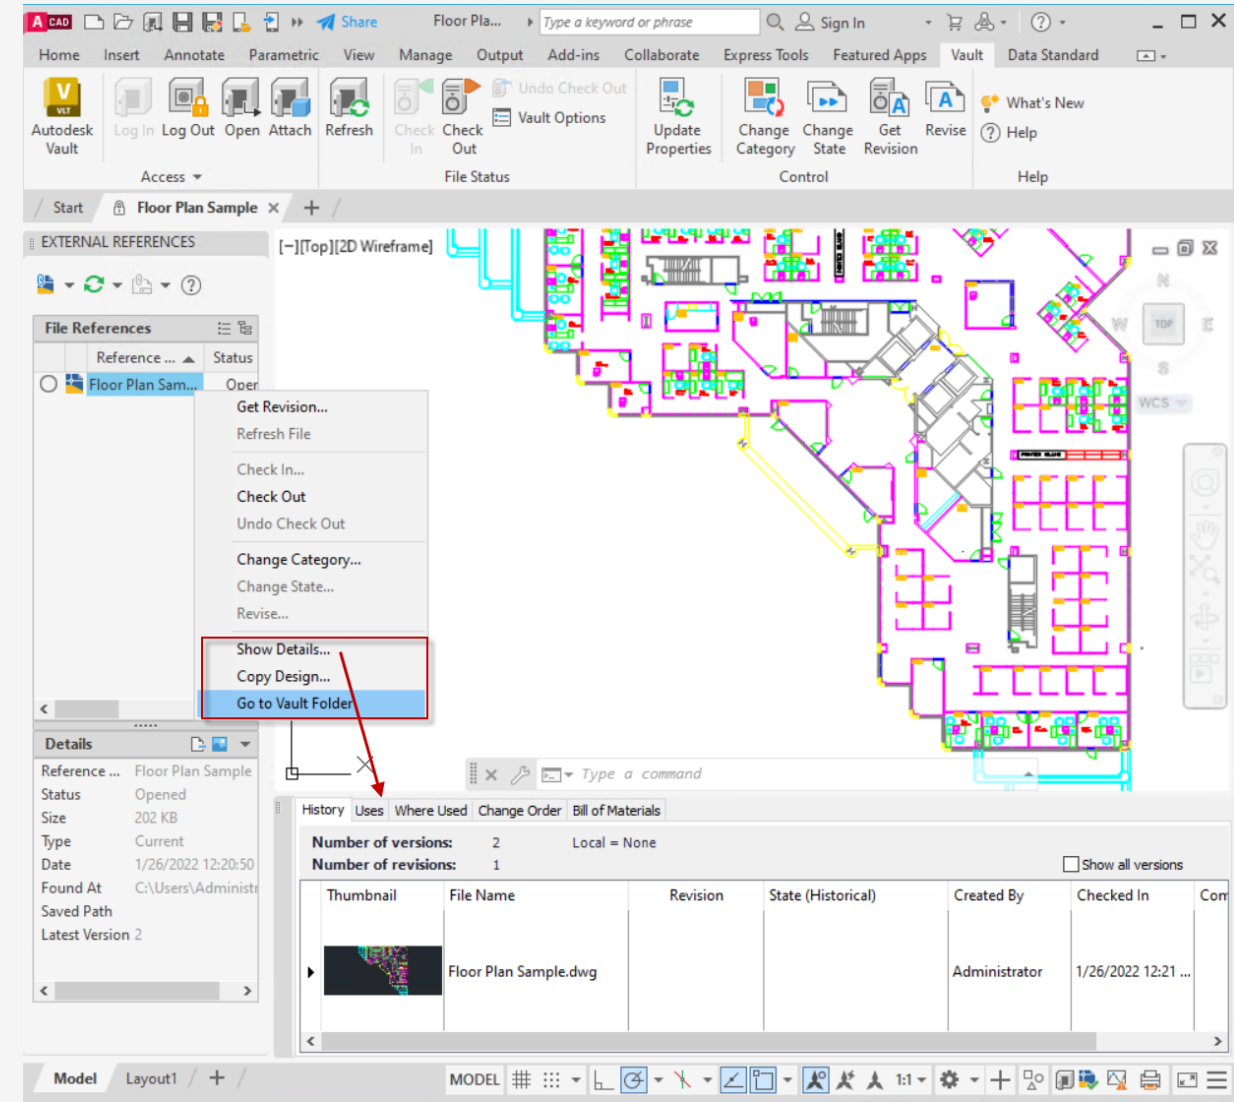 A CAD Share Floor Pla... Type a keyword or phrase Sign In
Home Insert Annotate Parametric View Manage Output Add-ins Collaborate Express Tools Featured Apps Vault Data Standard
V
VLT
Autodesk Vault
Log In
Log Out
Open
Attach
Refresh
Check In
Check Out
Undo Check Out
Vault Options
Update Properties
Change Category
Change State
Get Revision
Revise
What's New
Help
Access
File Status
Control
Help
Start
Floor Plan Sample
EXTERNAL REFERENCES
File References
Reference ... Status
Floor Plan Sam... Oper
Get Revision...
Refresh File
Check In...
Check Out
Undo Check Out
Change Category...
Change State...
Revise...
Show Details...
Copy Design...
Go to Vault Folder
[−][Top][2D Wireframe]
N
W TOP E
S
WCS
Details
Reference ... Floor Plan Sample
Status Opened
Size 202 KB
Type Current
Date 1/26/2022 12:20:50
Found At C:\Users\Administr
Saved Path
Latest Version 2
X
Type a command
History Uses Where Used Change Order Bill of Materials
Number of versions: 2 Local = None
Number of revisions: 1
Show all versions
Thumbnail File Name Revision State (Historical) Created By Checked In Com
Floor Plan Sample.dwg Administrator 1/26/2022 12:21 ...
Model Layout1
MODEL 1:1